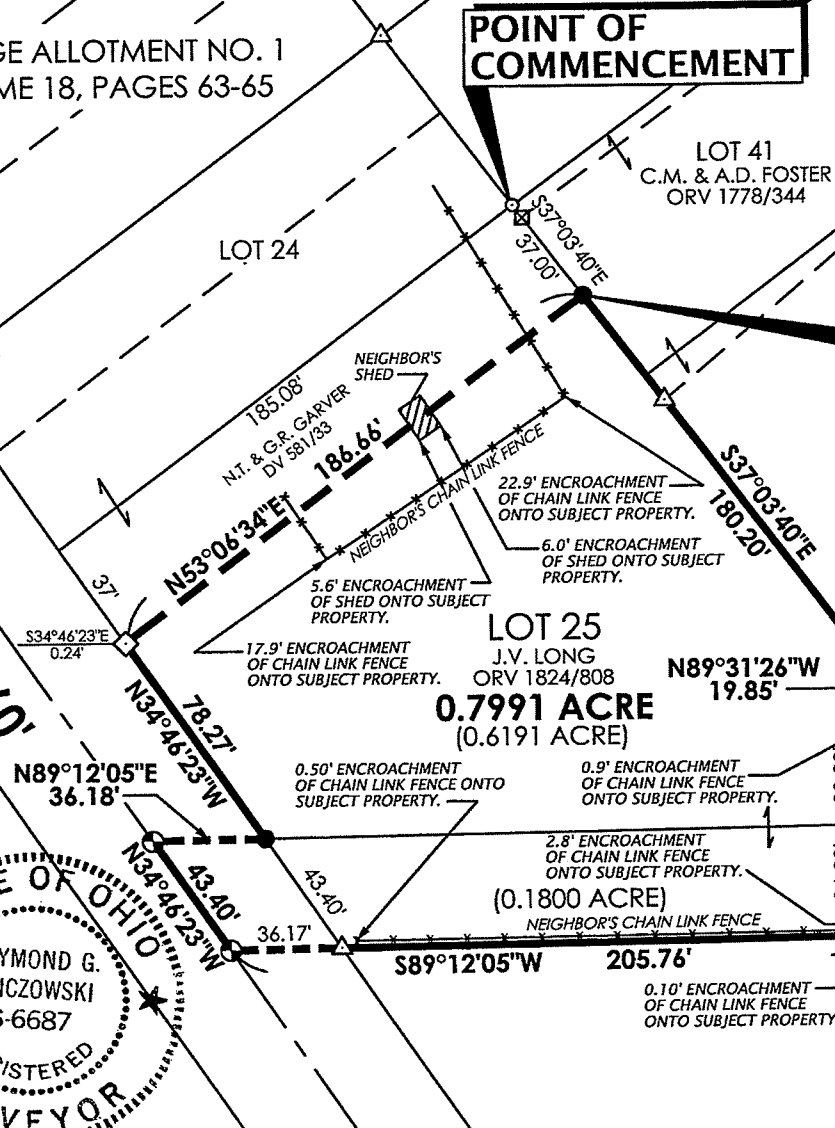 POINT OF
COMMENCEMENT
GE ALLOTMENT NO. 1
ME 18, PAGES 63-65
LOT 41
C.M. & A.D. FOSTER
ORV 1778/344
S37°03'40"E
37.00'
LOT 24
NEIGHBOR'S
SHED
185.08'
N.T. & G.R. GARVER
DV 581/33
186.66'
N53°06'34"E
NEIGHBOR'S CHAIN LINK FENCE
22.9' ENCROACHMENT
OF CHAIN LINK FENCE
ONTO SUBJECT PROPERTY.
S37°03'40"E
180.20'
6.0' ENCROACHMENT
OF SHED ONTO SUBJECT
PROPERTY.
37'
5.6' ENCROACHMENT
OF SHED ONTO SUBJECT
PROPERTY.
S34°46'23"E
0.24'
17.9' ENCROACHMENT
OF CHAIN LINK FENCE
ONTO SUBJECT PROPERTY.
LOT 25
J.V. LONG
ORV 1824/808
0.7991 ACRE
(0.6191 ACRE)
N89°31'26"W
19.85'
78.27'
N34°46'23"W
N89°12'05"E
36.18'
0.50' ENCROACHMENT
OF CHAIN LINK FENCE ONTO
SUBJECT PROPERTY.
0.9' ENCROACHMENT
OF CHAIN LINK FENCE
ONTO SUBJECT PROPERTY.
2.8' ENCROACHMENT
OF CHAIN LINK FENCE
ONTO SUBJECT PROPERTY.
43.40'
N34°46'23"W
43.40'
(0.1800 ACRE)
NEIGHBOR'S CHAIN LINK FENCE
36.17'
S89°12'05"W
205.76'
0.10' ENCROACHMENT
OF CHAIN LINK FENCE
ONTO SUBJECT PROPERTY
E OF OHIO
YMOND G.
NCZOWSKI
S-6687
ISTERED
VEYOR